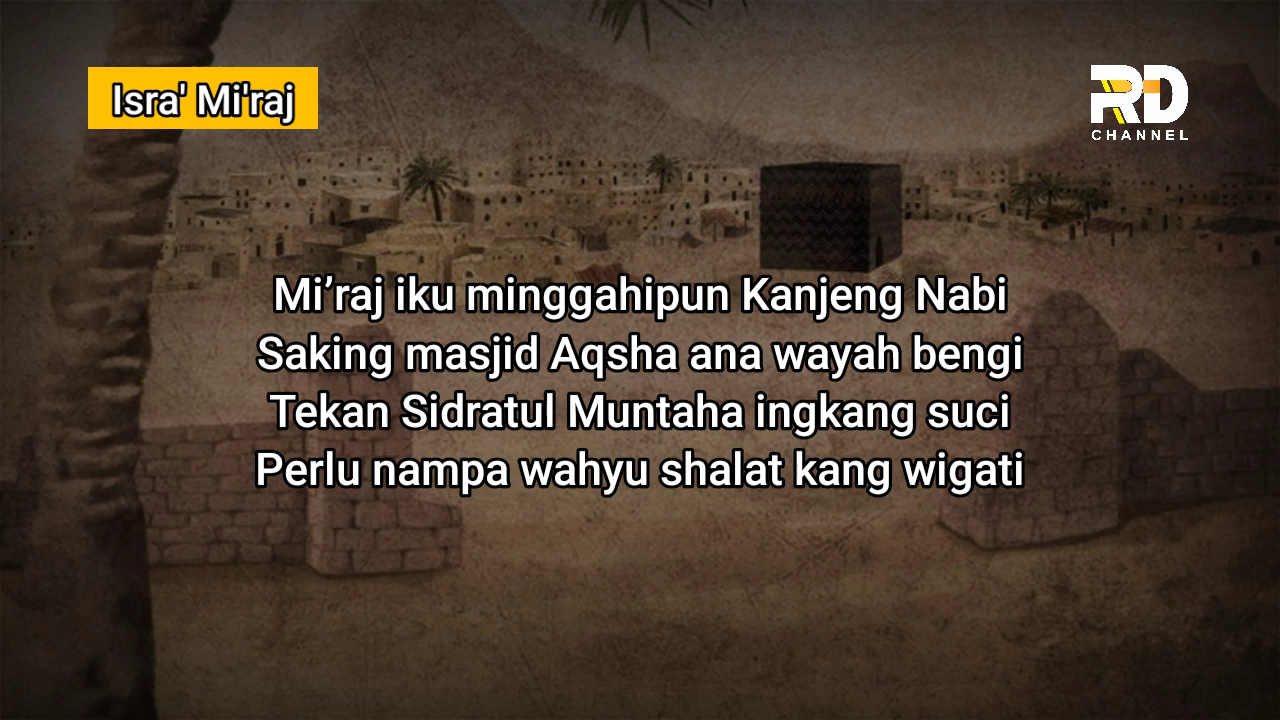 Isra' Mi'raj
RD
CHANNEL
Mi’raj iku minggahipun Kanjeng Nabi
Saking masjid Aqsha ana wayah bengi
Tekan Sidratul Muntaha ingkang suci
Perlu nampa wahyu shalat kang wigati